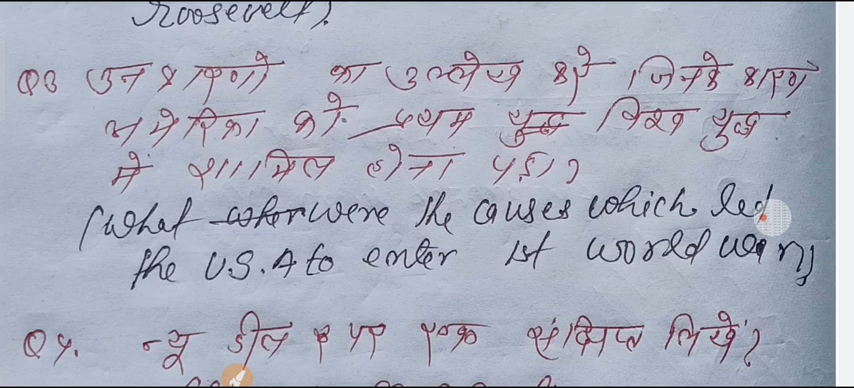 Roosevelt).
Q3 उन कारणों का उल्लेख करें जिनके कारण
अमेरिका को प्रथम युद्ध विश्व युद्ध
में शामिल होना पड़ा?
(what when were the causes which led
the U.S.A to enter 1st world war)
Q4. न्यू डील पर एक संक्षिप्त लिखें?